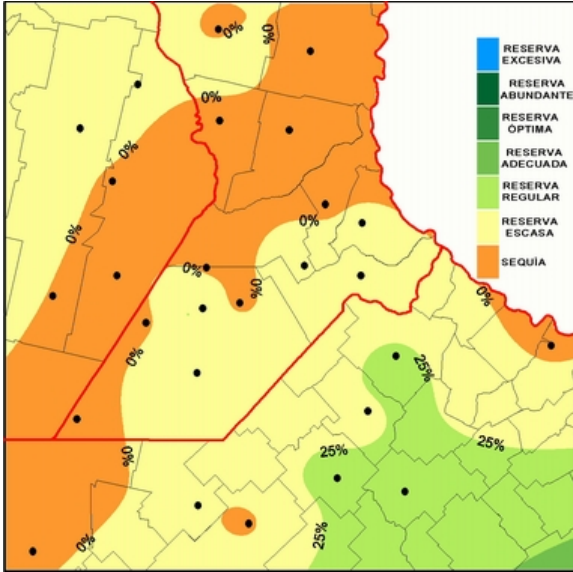 0%
0%
RESERVA
EXCESIVA
RESERVA
ABUNDANTE
0%
RESERVA
ÓPTIMA
0%
RESERVA
ADECUADA
RESERVA
REGULAR
0%
RESERVA
ESCASA
0%
0%
SEQUÍA
0%
0%
0%
25%
25%
0%
25%
0%
25%